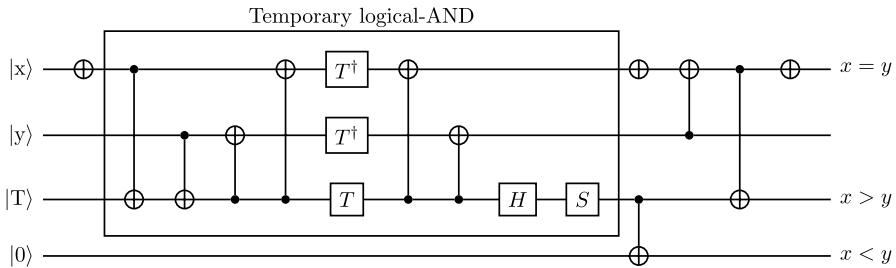 Temporary logical-AND
|x⟩ T† x = y
|y⟩ T†
|T⟩ T H S x > y
|0⟩ x < y